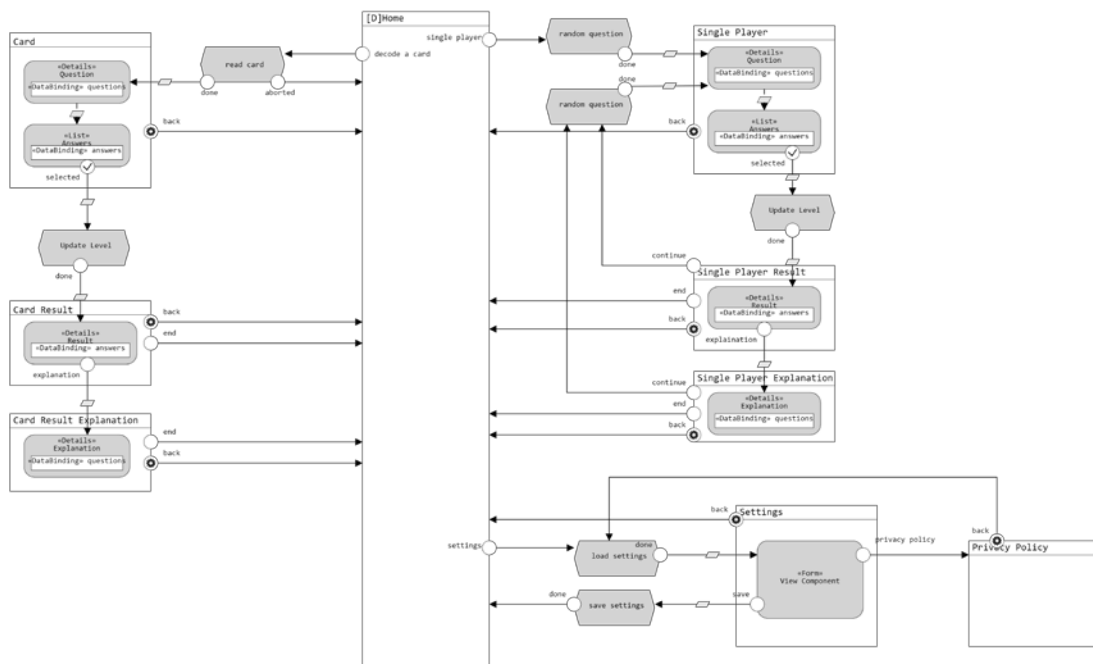 [D]Home
single player
decode a card
settings
Card
«Details»
Question
«DataBinding» questions
«List»
Answers
«DataBinding» answers
selected
back
read card
done
aborted
Update Level
done
Card Result
«Details»
Result
«DataBinding» answers
explanation
back
end
Card Result Explanation
«Details»
Explanation
«DataBinding» questions
end
back
random question
done
done
random question
Single Player
«Details»
Question
«DataBinding» questions
«List»
Answers
«DataBinding» answers
selected
back
Update Level
done
continue
Single Player Result
end
«Details»
Result
«DataBinding» answers
back
explaination
continue
Single Player Explanation
end
«Details»
Explanation
«DataBinding» questions
back
back
Settings
done
load settings
«Form»
View Component
privacy policy
save
done
save settings
back
Privacy Policy